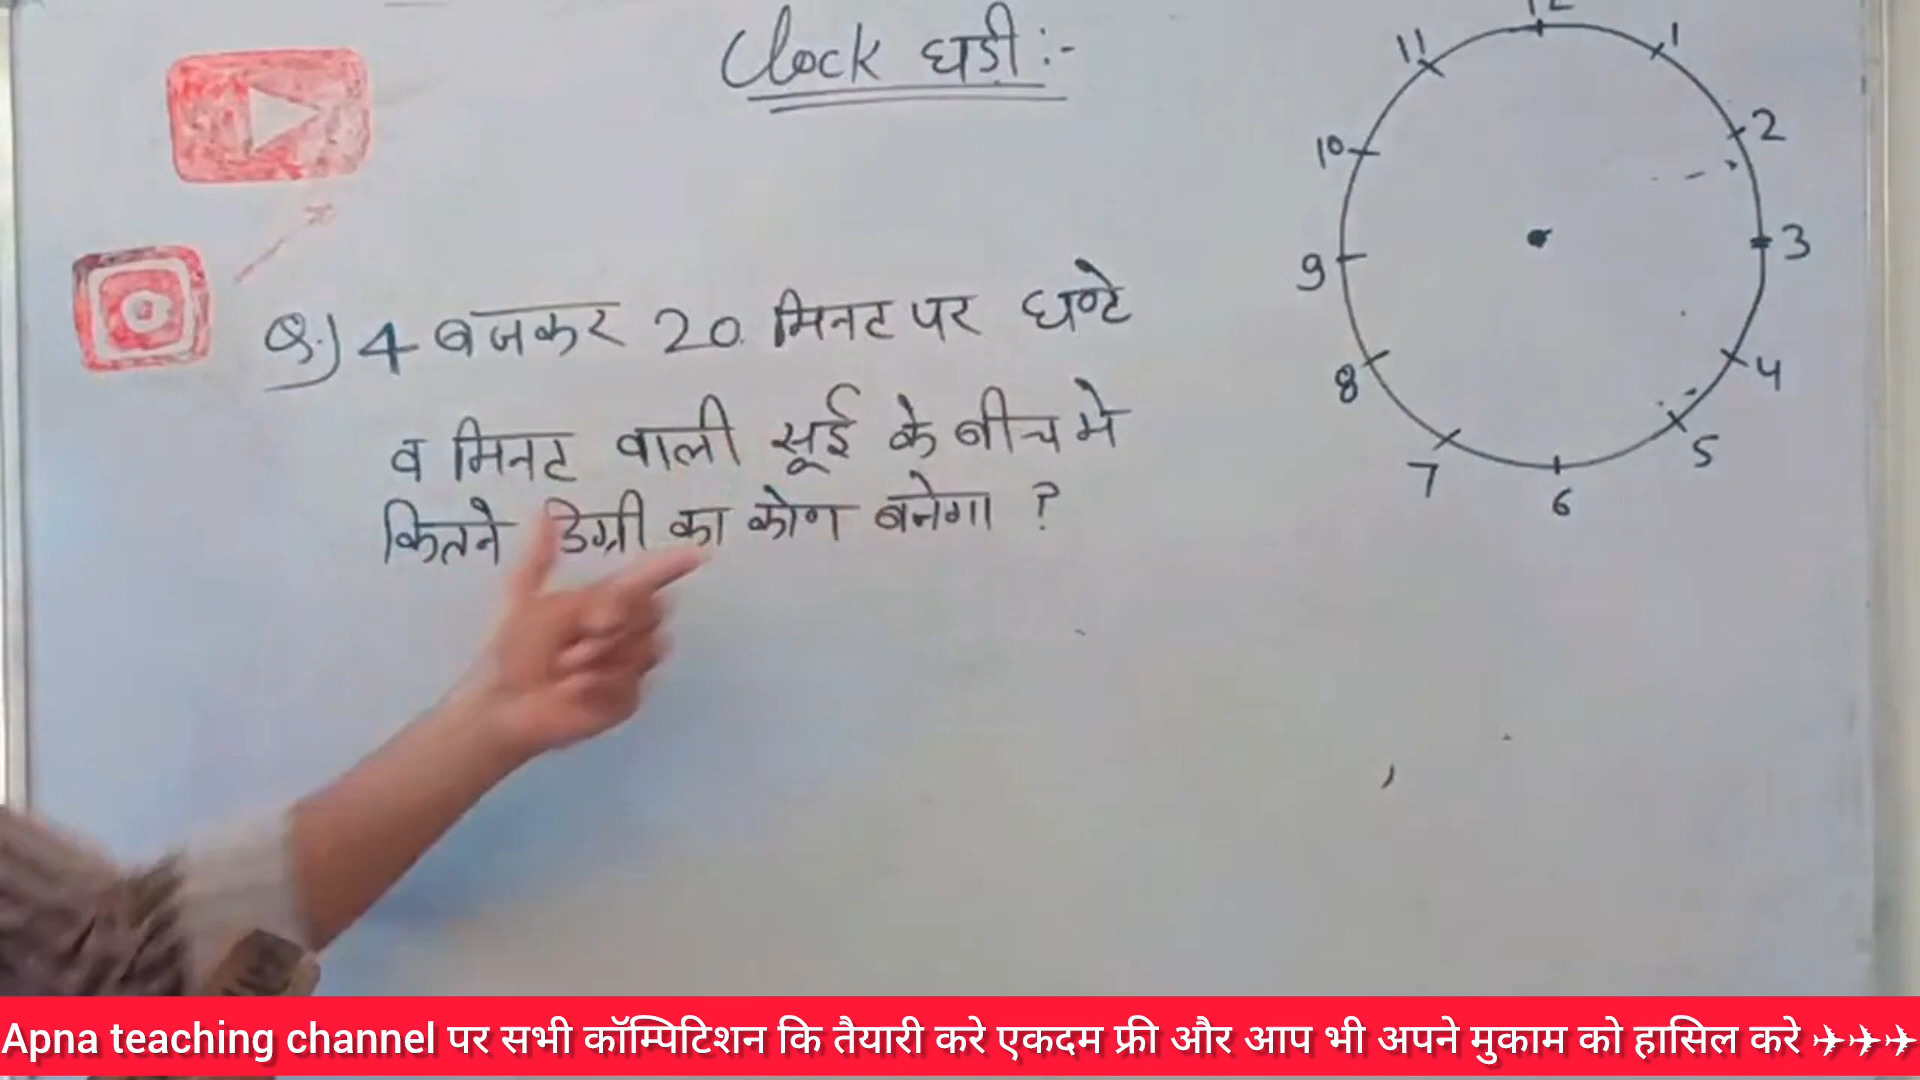 Clock घड़ी :-
Q.) 4 बजकर 20 मिनट पर घण्टे
व मिनट वाली सूई के बीच मे
कितने डिग्री का कोण बनेगा ?
12
1
2
3
4
5
6
7
8
9
10
11
Apna teaching channel पर सभी कॉम्पिटिशन कि तैयारी करे एकदम फ्री और आप भी अपने मुकाम को हासिल करे ✈✈✈